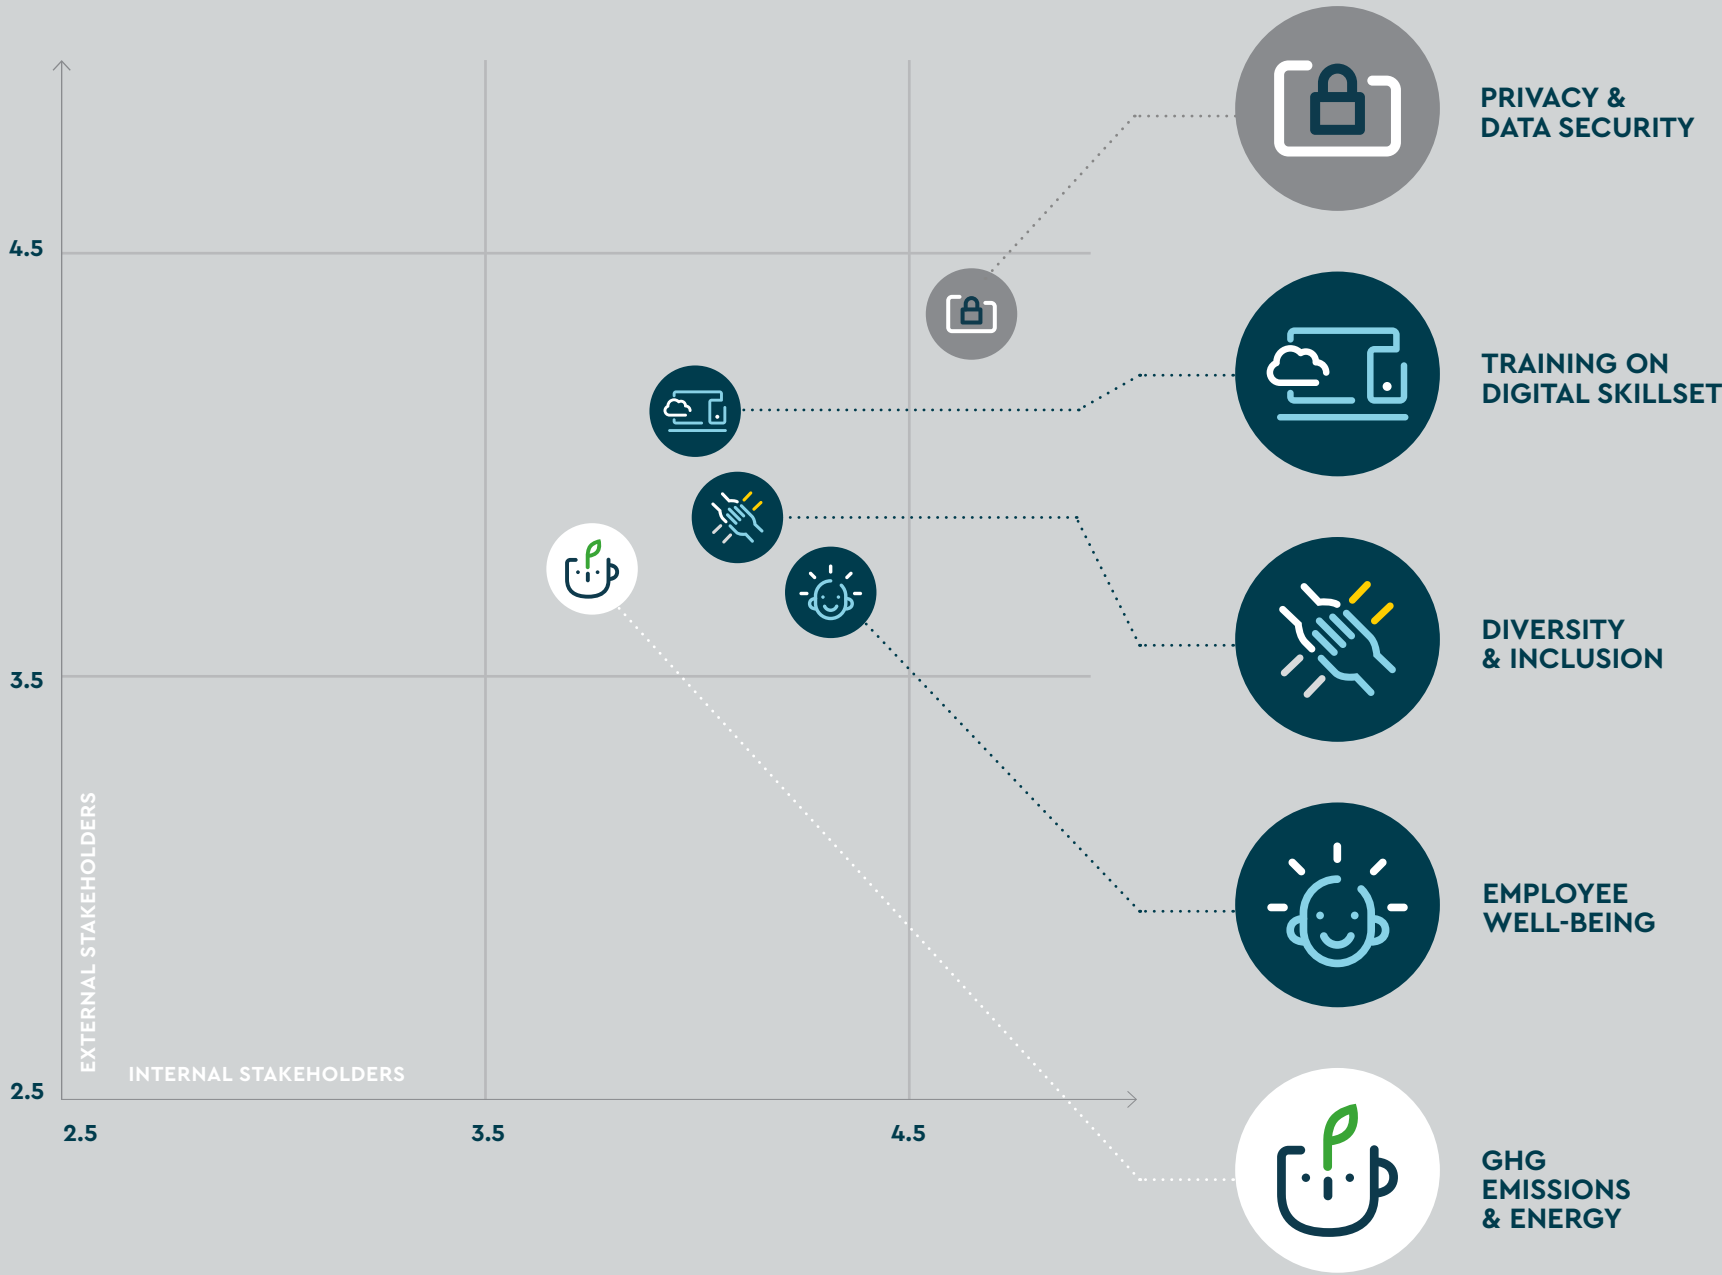 PRIVACY &
DATA SECURITY
4.5
TRAINING ON
DIGITAL SKILLSET
DIVERSITY
& INCLUSION
3.5
EXTERNAL STAKEHOLDERS
EMPLOYEE
WELL-BEING
INTERNAL STAKEHOLDERS
2.5
2.5
3.5
4.5
GHG
EMISSIONS
& ENERGY